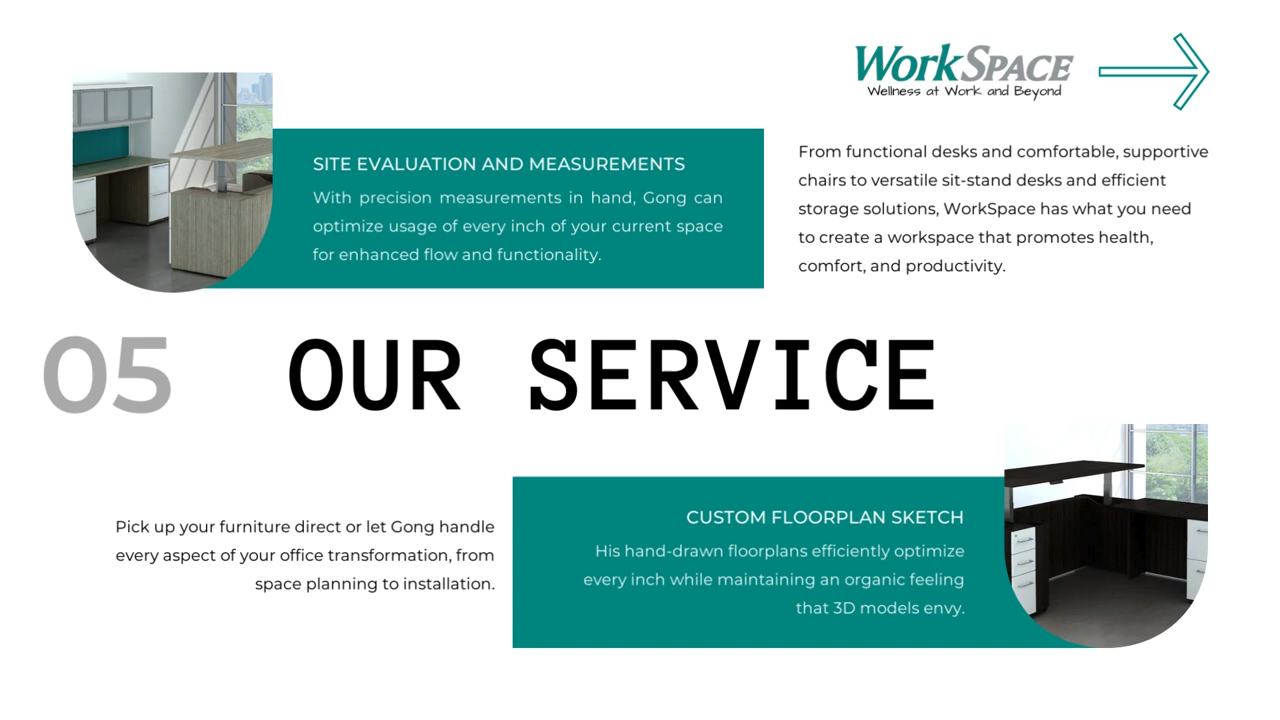 WorkSPACE
Wellness at Work and Beyond
SITE EVALUATION AND MEASUREMENTS
With precision measurements in hand, Gong can
optimize usage of every inch of your current space
for enhanced flow and functionality.
From functional desks and comfortable, supportive
chairs to versatile sit-stand desks and efficient
storage solutions, WorkSpace has what you need
to create a workspace that promotes health,
comfort, and productivity.
05 OUR SERVICE
Pick up your furniture direct or let Gong handle
every aspect of your office transformation, from
space planning to installation.
CUSTOM FLOORPLAN SKETCH
His hand-drawn floorplans efficiently optimize
every inch while maintaining an organic feeling
that 3D models envy.